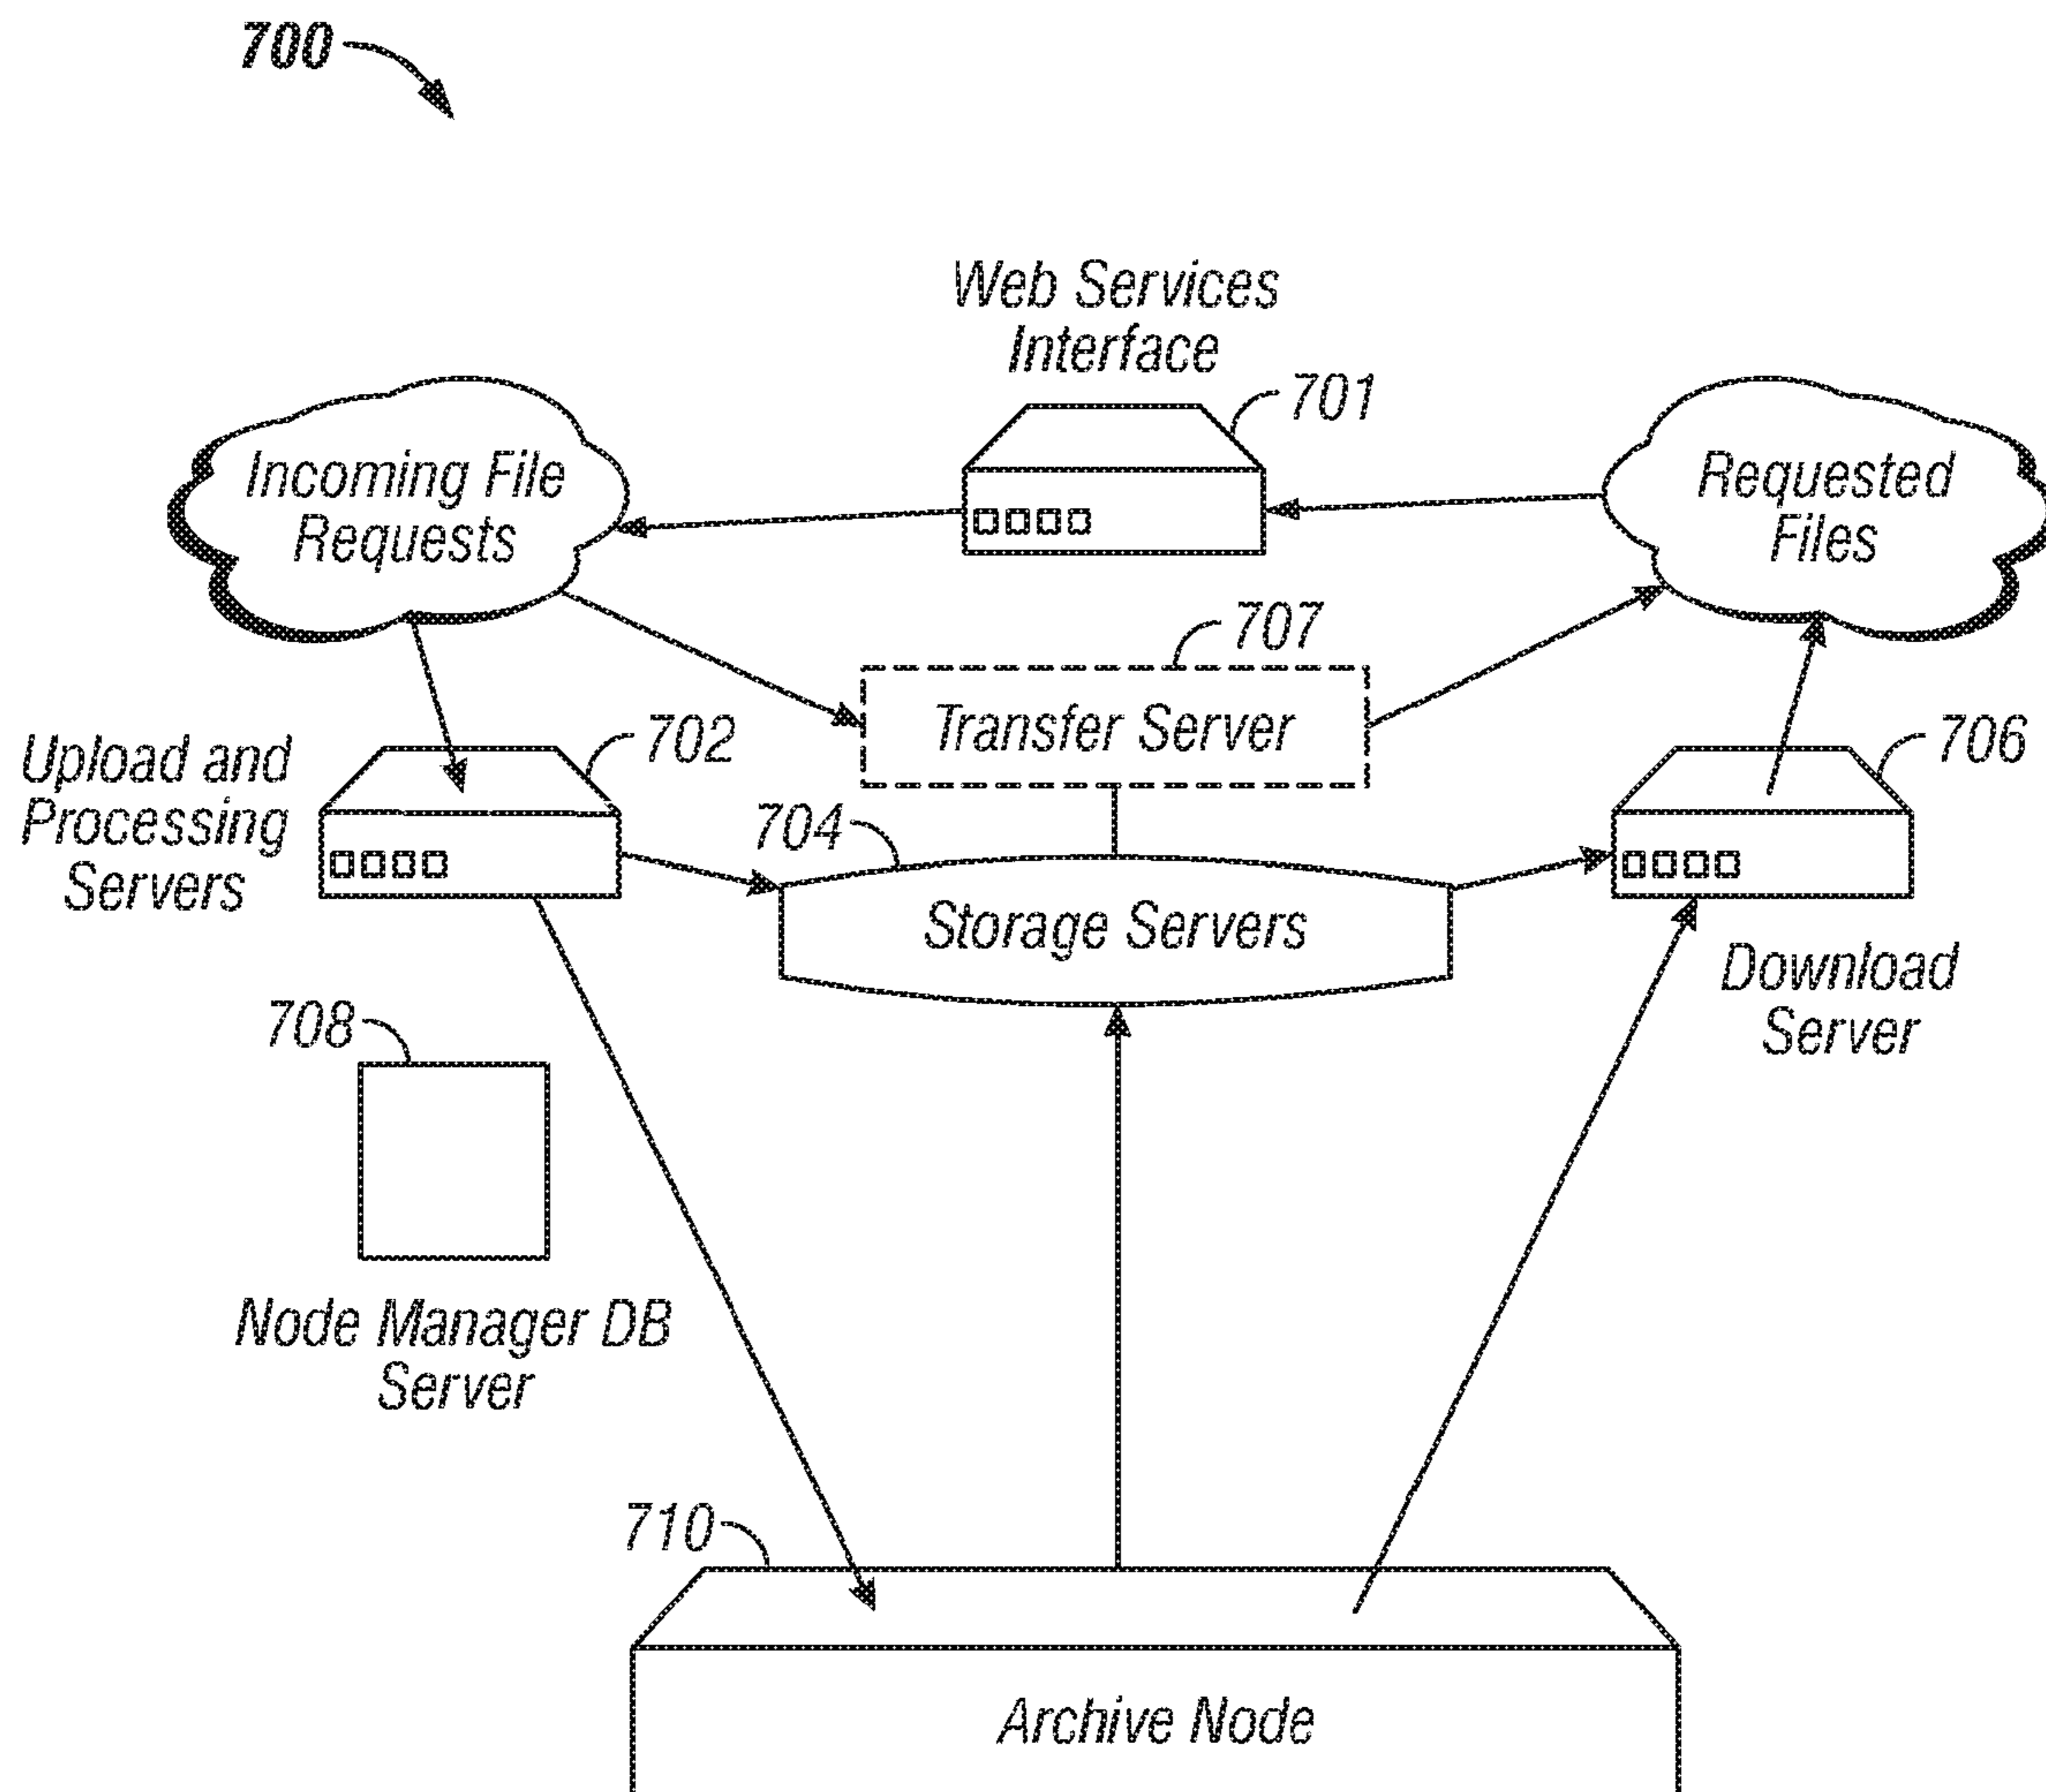 700
Web Services
Interface
701
Incoming File
Requests
Requested
Files
707
Transfer Server
702
Upload and
Processing
Servers
706
704
Storage Servers
Download
Server
708
Node Manager DB
Server
710
Archive Node